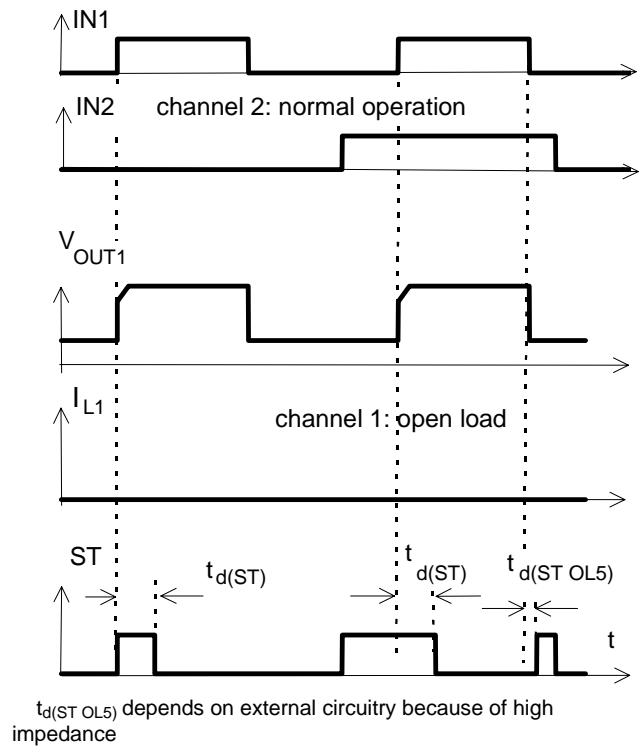 IN1
IN2 channel 2: normal operation
VOUT1
IL1
channel 1: open load
ST
td(ST)
td(ST)
td(ST OL5)
t
td(ST OL5) depends on external circuitry because of high
impedance